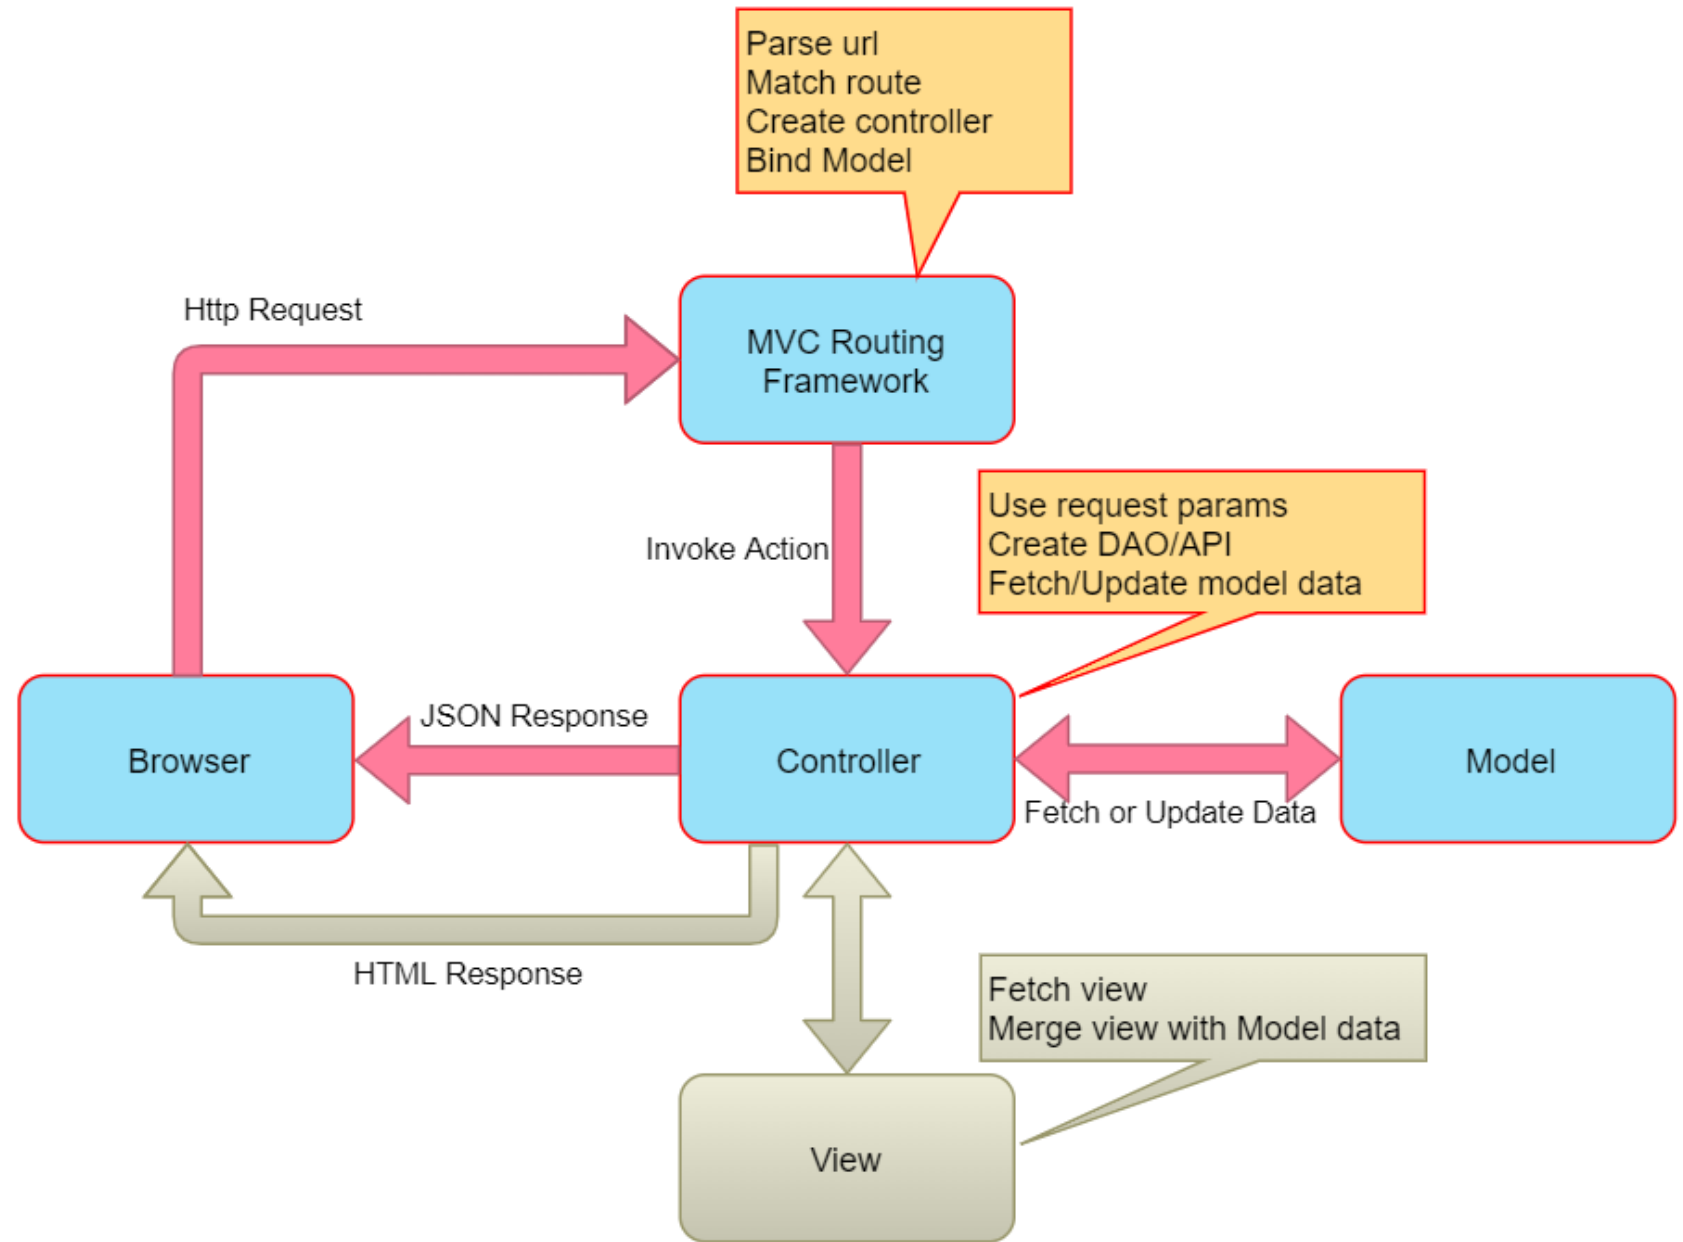 Parse url
Match route
Create controller
Bind Model
Http Request
MVC Routing
Framework
Invoke Action
Use request params
Create DAO/API
Fetch/Update model data
Browser
JSON Response
Controller
Fetch or Update Data
Model
HTML Response
Fetch view
Merge view with Model data
View